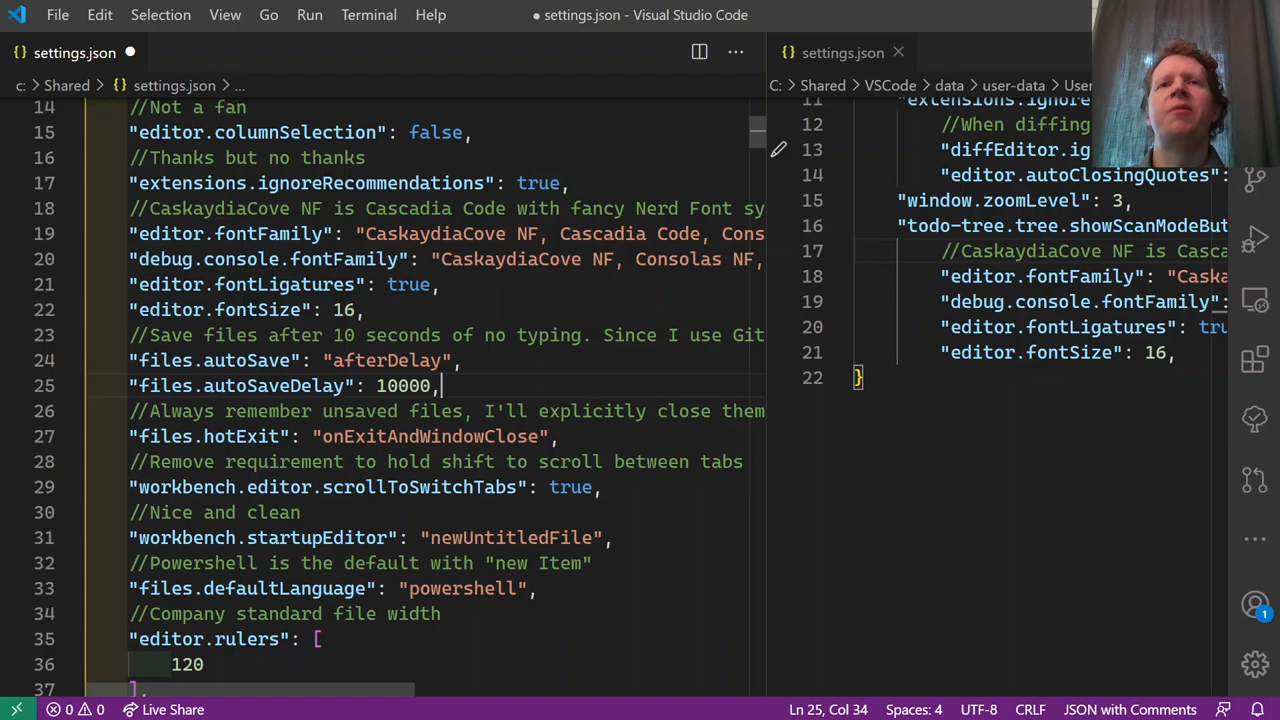 File Edit Selection View Go Run Terminal Help
● settings.json - Visual Studio Code
{} settings.json ●
c: > Shared > {} settings.json > ...
14 //Not a fan
15 "editor.columnSelection": false,
16 //Thanks but no thanks
17 "extensions.ignoreRecommendations": true,
18 //CaskaydiaCove NF is Cascadia Code with fancy Nerd Font sy
19 "editor.fontFamily": "CaskaydiaCove NF, Cascadia Code, Cons
20 "debug.console.fontFamily": "CaskaydiaCove NF, Consolas NF,
21 "editor.fontLigatures": true,
22 "editor.fontSize": 16,
23 //Save files after 10 seconds of no typing. Since I use Git
24 "files.autoSave": "afterDelay",
25 "files.autoSaveDelay": 10000,
26 //Always remember unsaved files, I'll explicitly close them
27 "files.hotExit": "onExitAndWindowClose",
28 //Remove requirement to hold shift to scroll between tabs
29 "workbench.editor.scrollToSwitchTabs": true,
30 //Nice and clean
31 "workbench.startupEditor": "newUntitledFile",
32 //Powershell is the default with "new Item"
33 "files.defaultLanguage": "powershell",
34 //Company standard file width
35 "editor.rulers": [
36 120
37 ],
{} settings.json ×
C: > Shared > VSCode > data > user-data > User
11 "extensions.ignore
12 //When diffing
13 "diffEditor.ig
14 "editor.autoClosingQuotes":
15 "window.zoomLevel": 3,
16 "todo-tree.tree.showScanModeBut
17 //CaskaydiaCove NF is Casca
18 "editor.fontFamily": "Caska
19 "debug.console.fontFamily":
20 "editor.fontLigatures": tru
21 "editor.fontSize": 16,
22 }
1
0 0 Live Share
Ln 25, Col 34 Spaces: 4 UTF-8 CRLF JSON with Comments